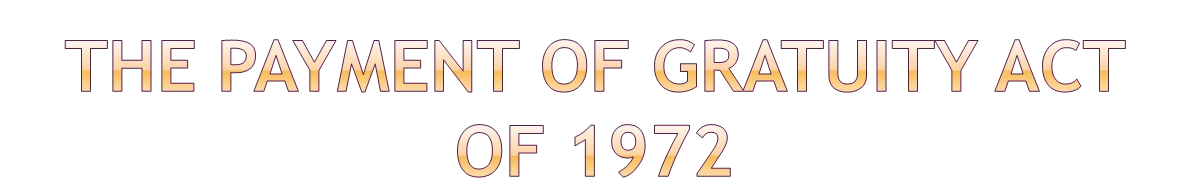 THE PAYMENT OF GRATUITY ACT
OF 1972